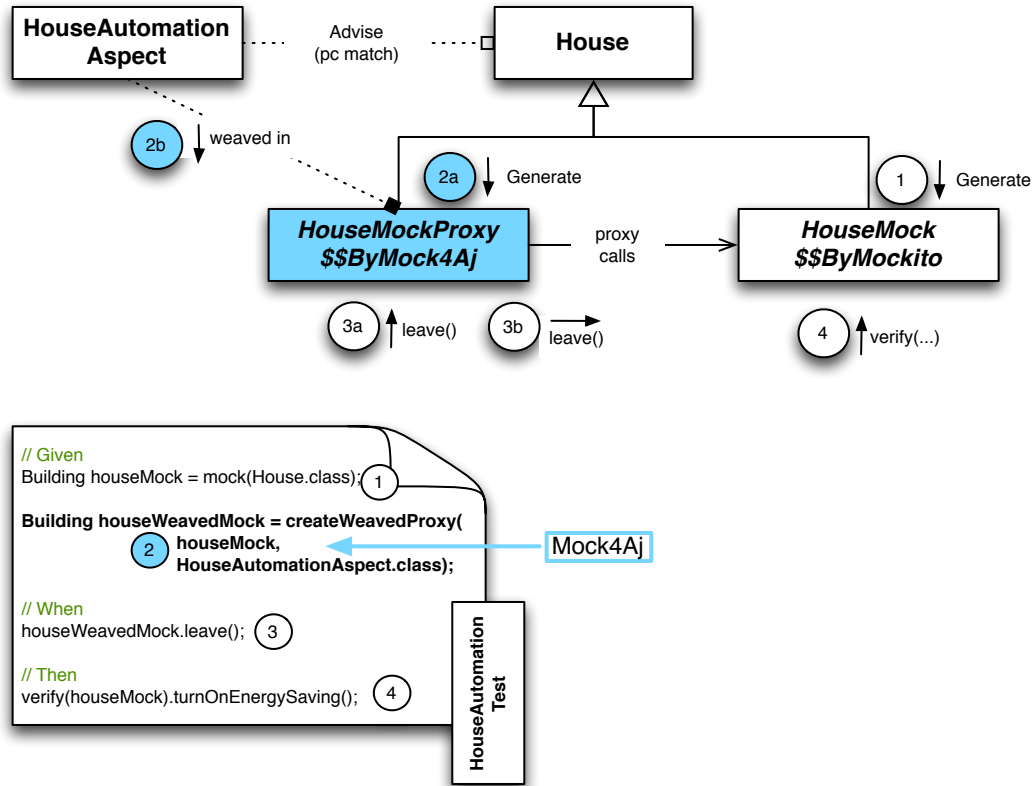 HouseAutomation
Aspect
Advise
(pc match)
House
2b
weaved in
2a
Generate
1
Generate
HouseMockProxy
$$ByMock4Aj
proxy
calls
HouseMock
$$ByMockito
3a
leave()
3b
leave()
4
verify(...)
// Given
Building houseMock = mock(House.class);
1
Building houseWeavedMock = createWeavedProxy(
2
houseMock,
HouseAutomationAspect.class);
Mock4Aj
// When
houseWeavedMock.leave();
3
// Then
verify(houseMock).turnOnEnergySaving();
4
HouseAutomation
Test